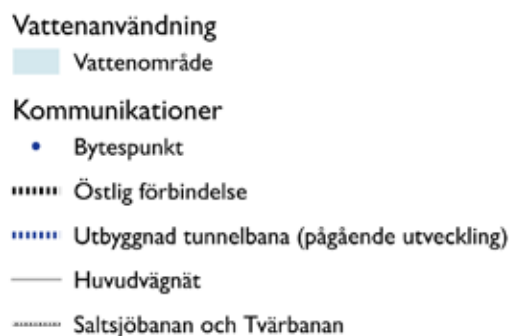 Vattenanvändning
Vattenområde
Kommunikationer
Bytespunkt
Östlig förbindelse
Utbyggnad tunnelbana (pågående utveckling)
Huvudvägnät
Saltsjöbanan och Tvärbanan